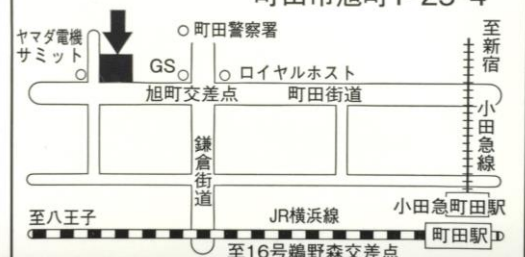 町田市旭町1-23-4
ヤマダ電機
サミット
町田警察署
GS
ロイヤルホスト
至新宿
旭町交差点
町田街道
小田急線
鎌倉街道
小田急町田駅
至八王子
JR横浜線
町田駅
至16号鵜野森交差点